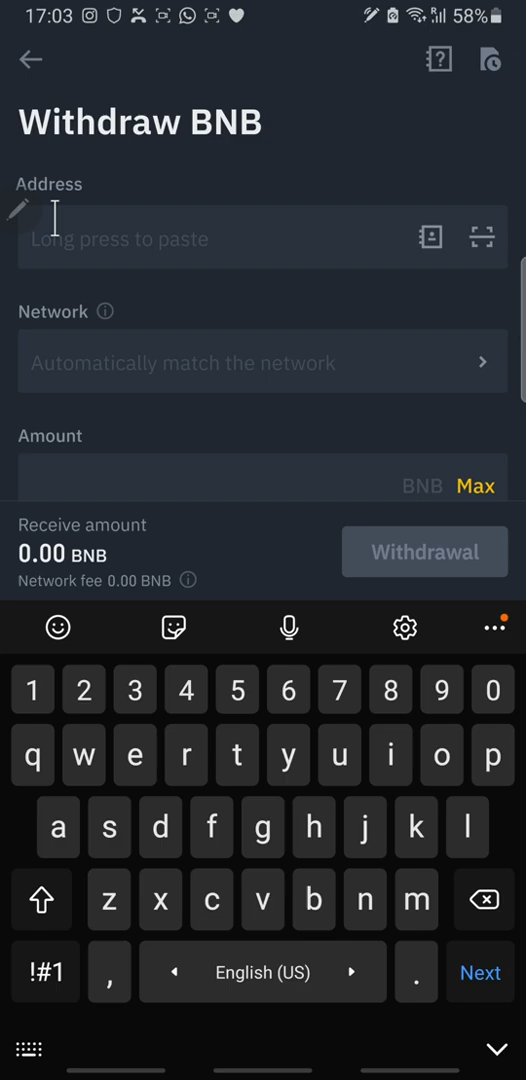 17:03 58%
Withdraw BNB
Address
Long press to paste
Network
Automatically match the network
Amount
BNB Max
Receive amount
0.00 BNB
Withdrawal
Network fee 0.00 BNB
1 2 3 4 5 6 7 8 9 0
q w e r t y u i o p
a s d f g h j k l
z x c v b n m
!#1 , English (US) . Next